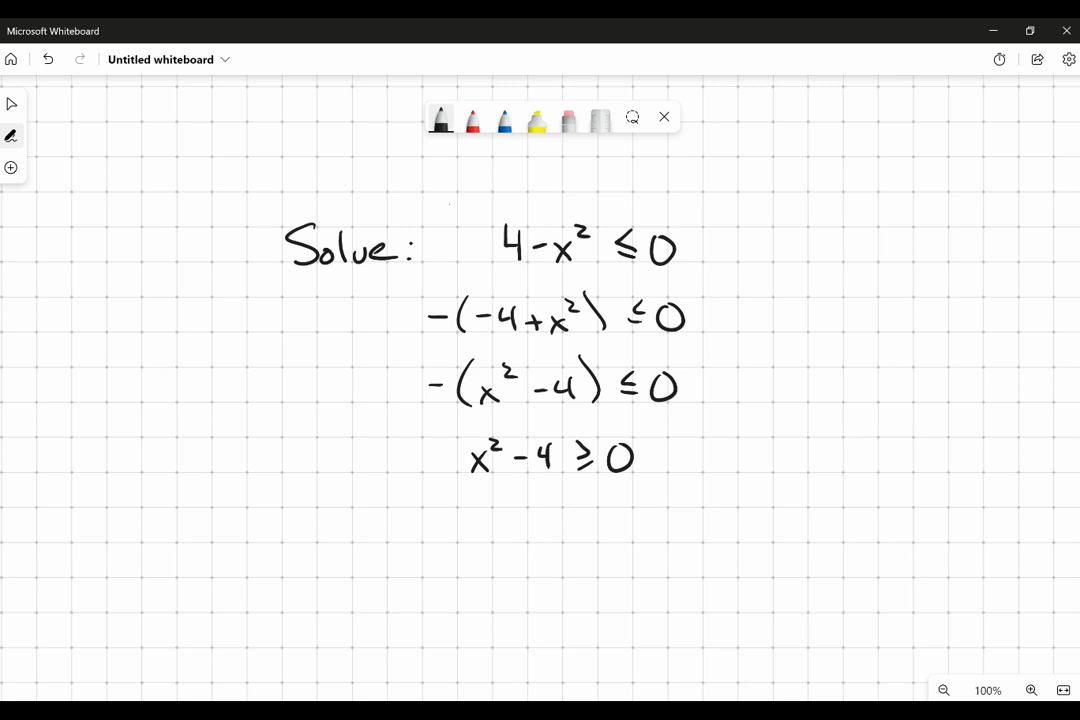 Microsoft Whiteboard
Untitled whiteboard
Solve: 4-x² ≤ 0
-(-4+x²) ≤ 0
-(x² -4) ≤ 0
x² - 4 ≥ 0
100%